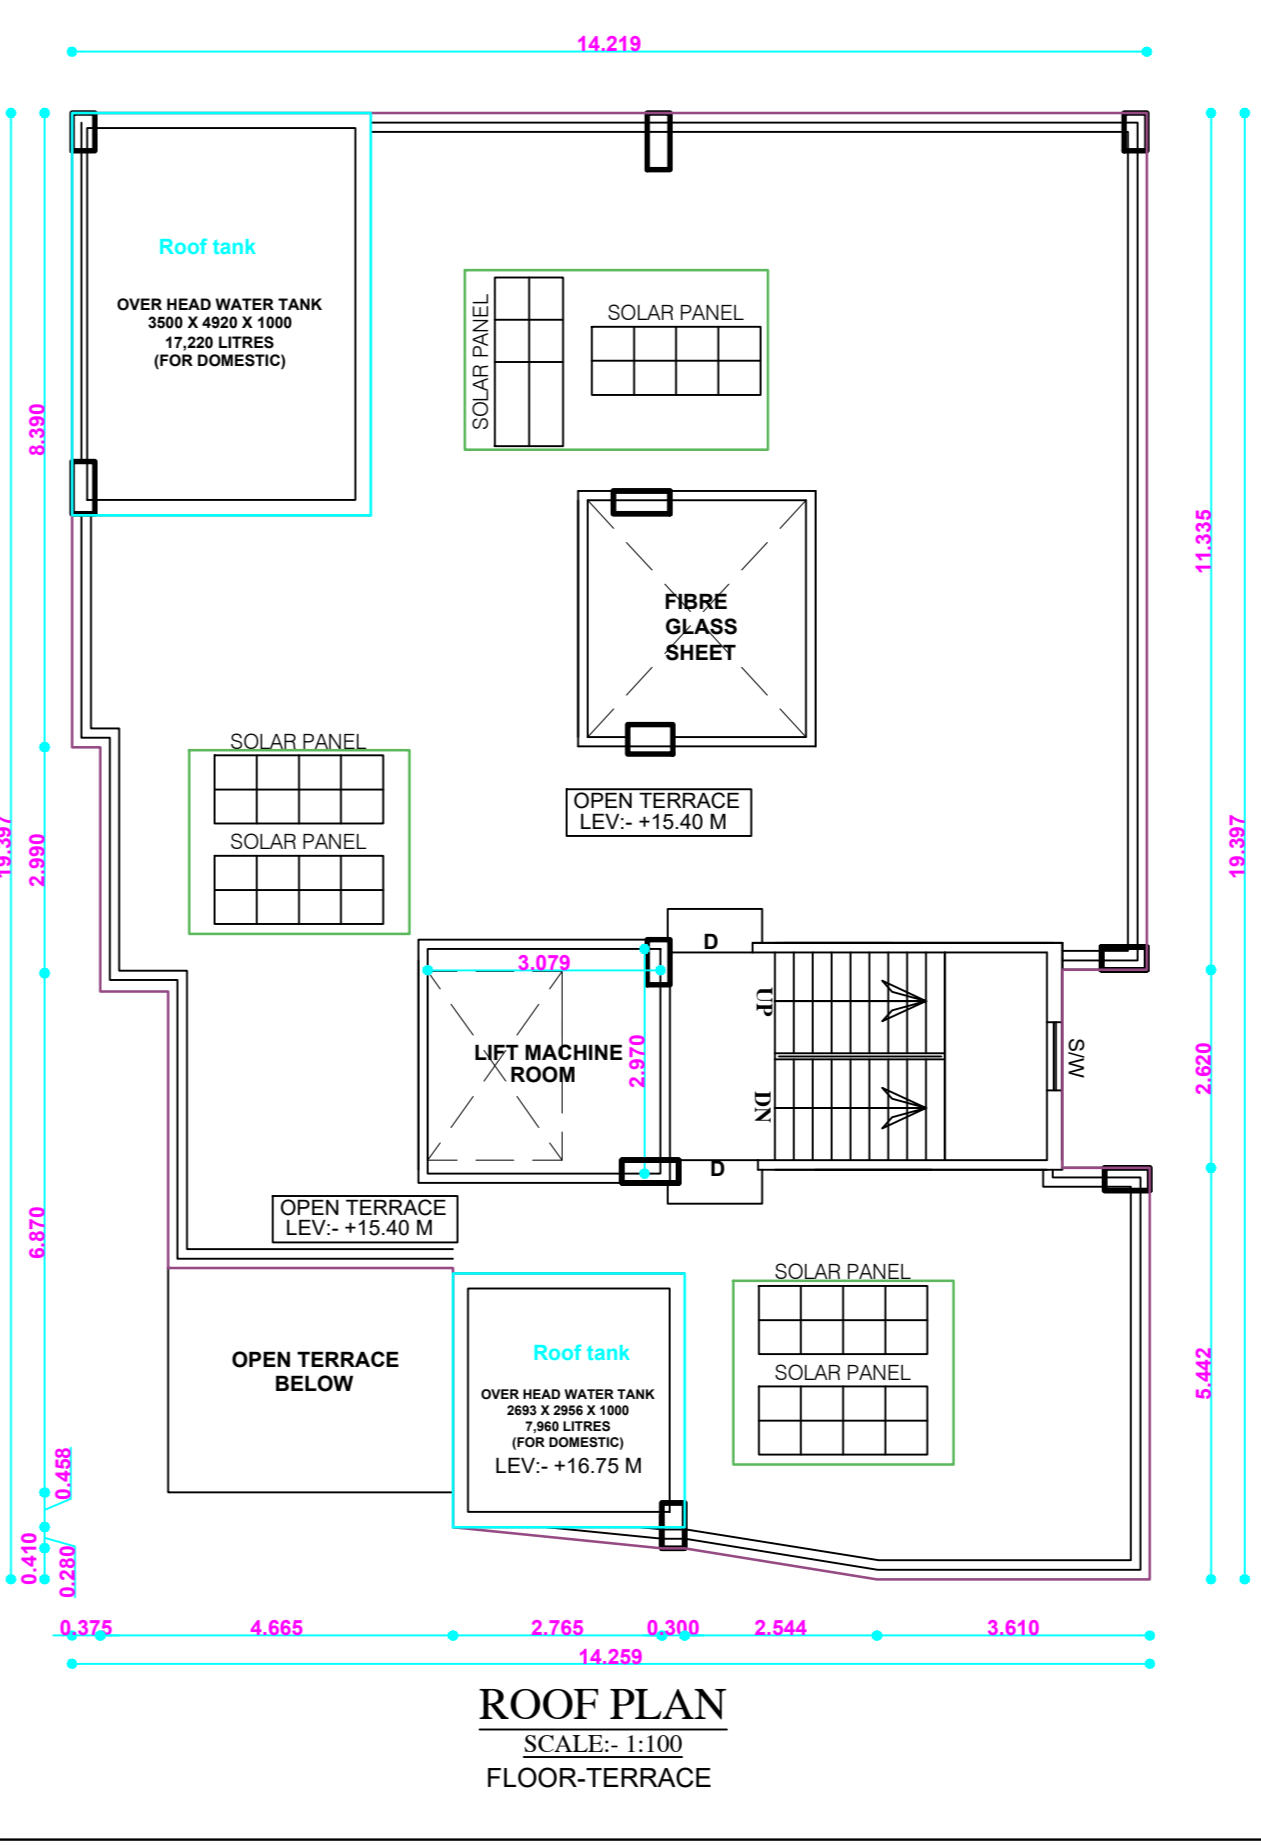 14.219
Roof tank
OVER HEAD WATER TANK
3500 X 4920 X 1000
17,220 LITRES
(FOR DOMESTIC)
SOLAR PANEL
SOLAR PANEL
8.390
11.335
FIBRE
GLASS
SHEET
SOLAR PANEL
SOLAR PANEL
OPEN TERRACE
LEV:- +15.40 M
19.397
2.990
19.397
D
3.079
UP
LIFT MACHINE
ROOM
2.970
DN
S/W
2.620
D
OPEN TERRACE
LEV:- +15.40 M
6.870
SOLAR PANEL
SOLAR PANEL
OPEN TERRACE
BELOW
Roof tank
OVER HEAD WATER TANK
2693 X 2956 X 1000
7,960 LITRES
(FOR DOMESTIC)
LEV:- +16.75 M
5.442
0.458
0.410
0.280
0.375
4.665
2.765
0.300
2.544
3.610
14.259
ROOF PLAN
SCALE:- 1:100
FLOOR-TERRACE